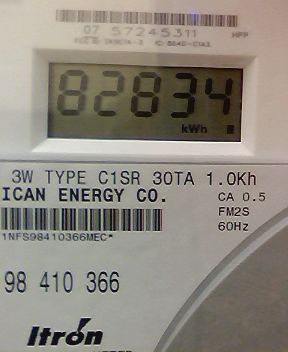 07 57245311 HPP
82834
kWh
3W TYPE C1SR 30TA 1.0Kh
ICAN ENERGY CO.
CA 0.5
FM2S
60Hz
1NFS98410366MEC*
98 410 366
Itron